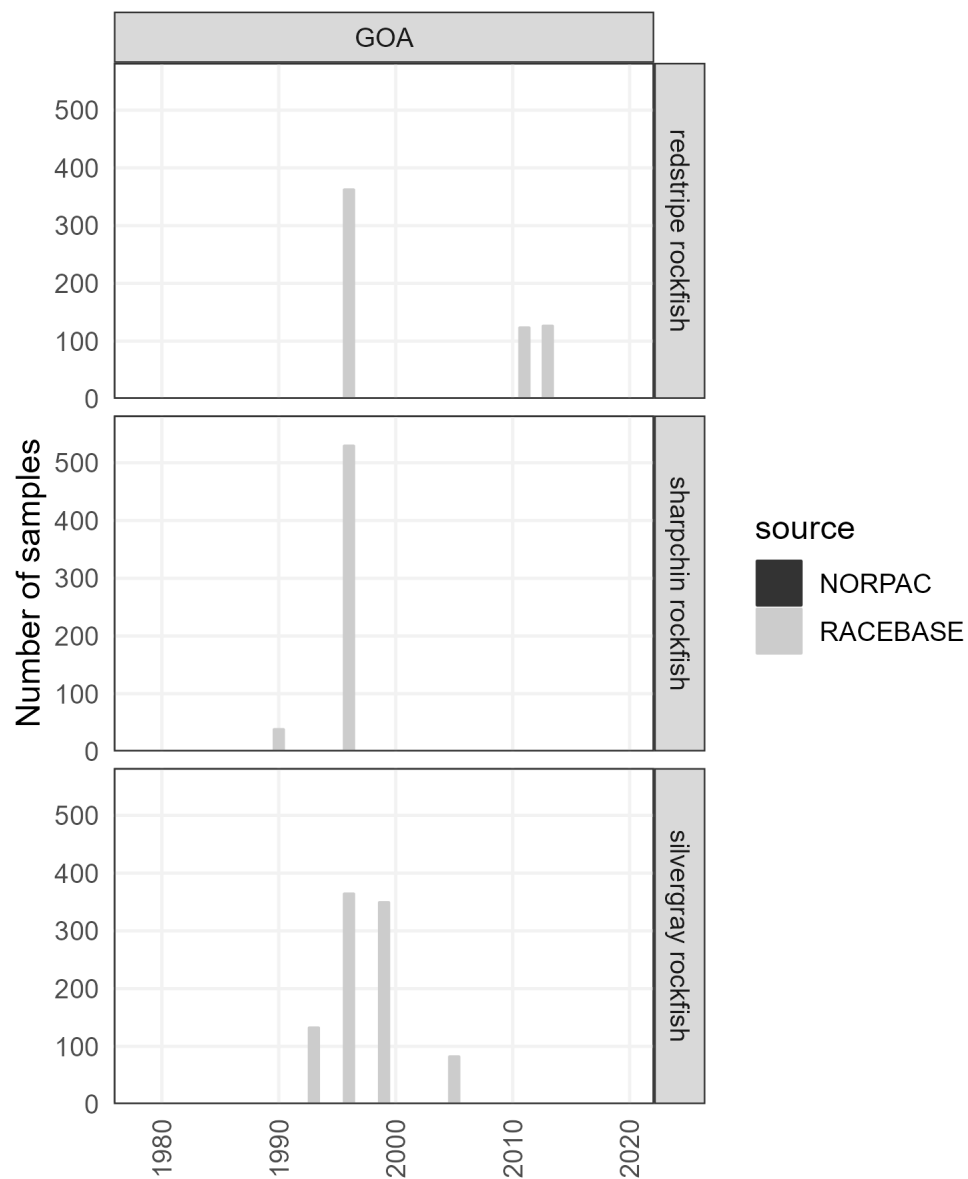 GOA
500
400
300
200
100
0
redstripe rockfish
500
400
300
200
100
0
sharpchin rockfish
500
400
300
200
100
0
silvergray rockfish
Number of samples
1980
1990
2000
2010
2020
source
NORPAC
RACEBASE